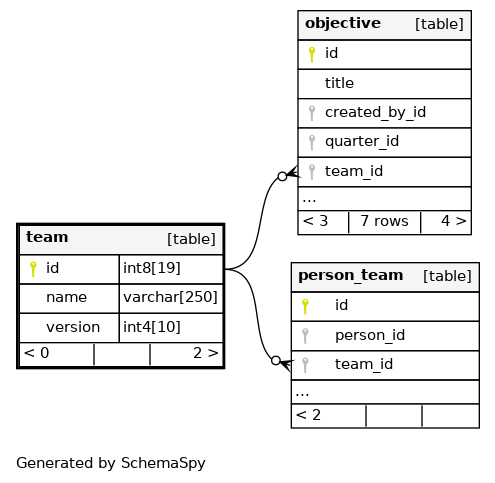 objective [table]
id
title
created_by_id
quarter_id
team_id
...
< 3 7 rows 4 >
team [table]
id int8[19]
name varchar[250]
version int4[10]
< 0 2 >
person_team [table]
id
person_id
team_id
...
< 2
Generated by SchemaSpy